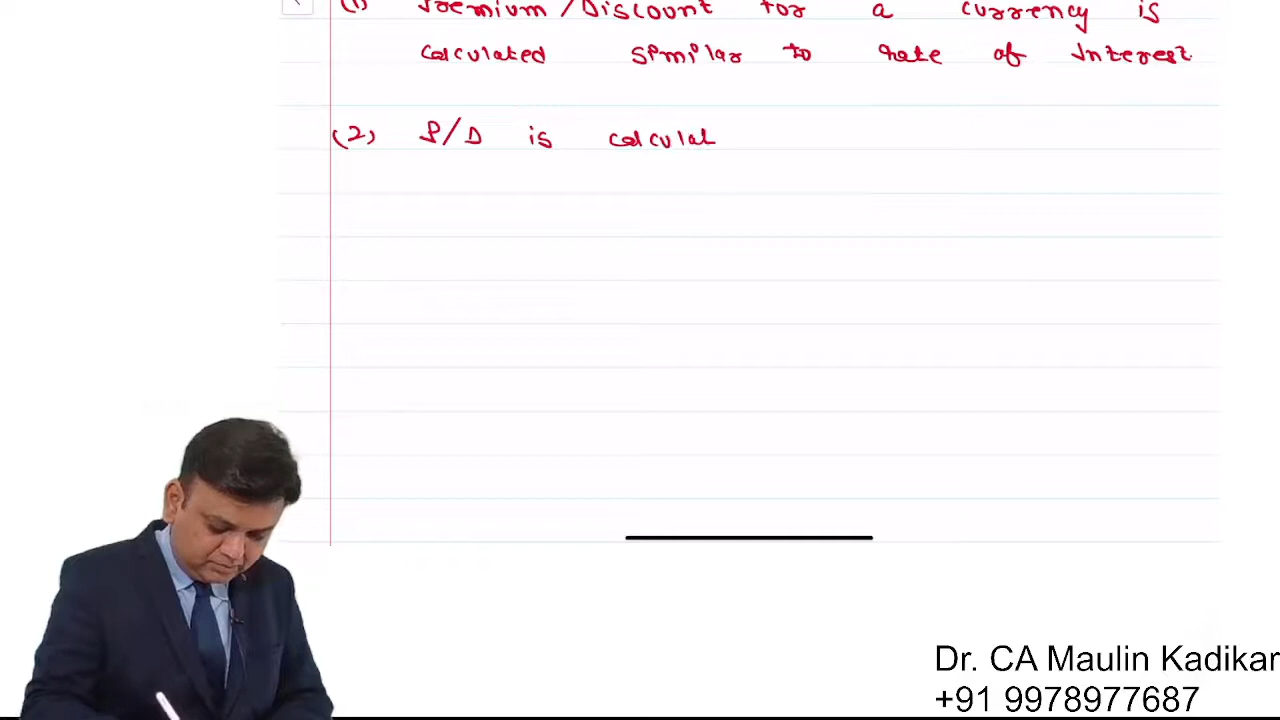 (1) Premium/Discount for a currency is
calculated similar to rate of interest
(2) P/D is calculat
Dr. CA Maulin Kadikar
+91 9978977687